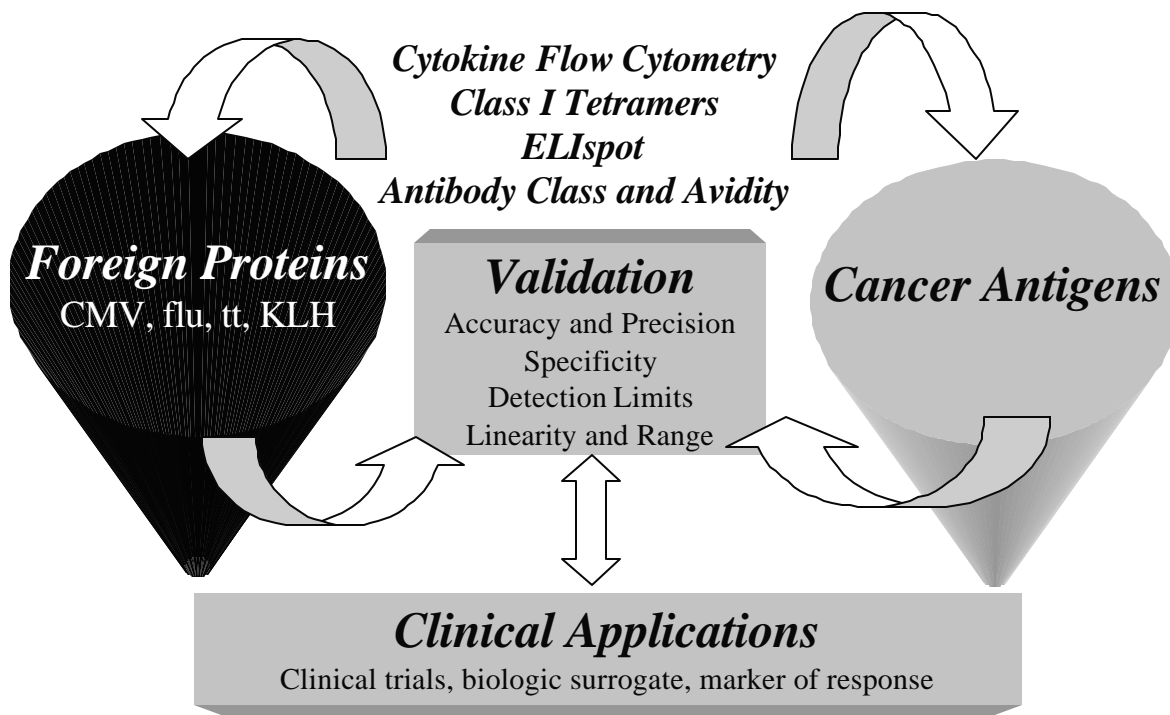 Cytokine Flow Cytometry
Class I Tetramers
ELIspot
Antibody Class and Avidity
Foreign Proteins
CMV, flu, tt, KLH
Validation
Accuracy and Precision
Specificity
Detection Limits
Linearity and Range
Cancer Antigens
Clinical Applications
Clinical trials, biologic surrogate, marker of response